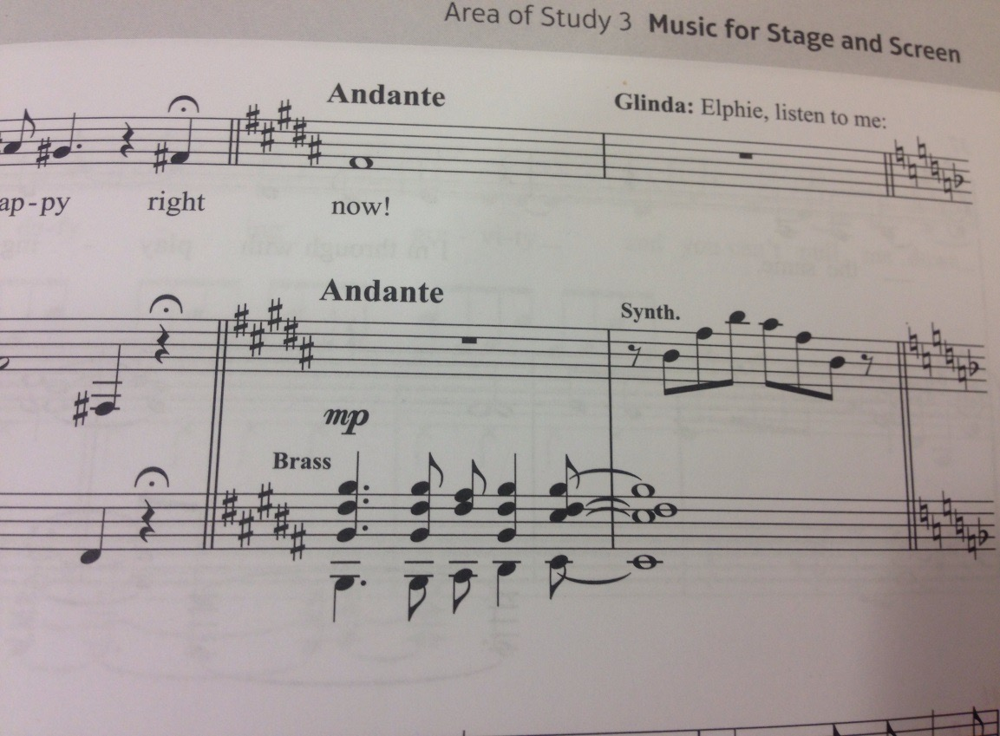 Area of Study 3 Music for Stage and Screen
Andante
Glinda: Elphie, listen to me:
ap-py right now!
Andante
Synth.
mp
Brass